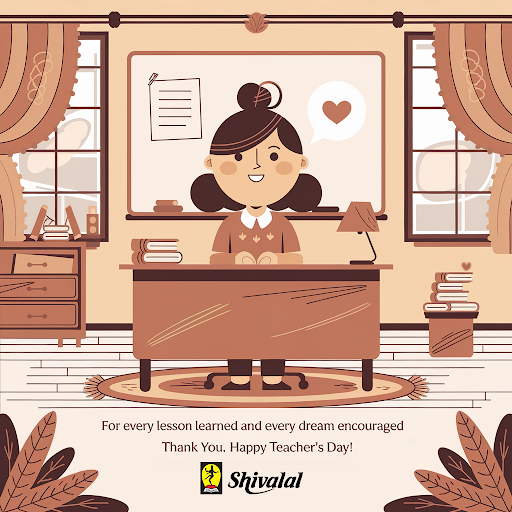 For every lesson learned and every dream encouraged
Thank You. Happy Teacher's Day!
Shivalal